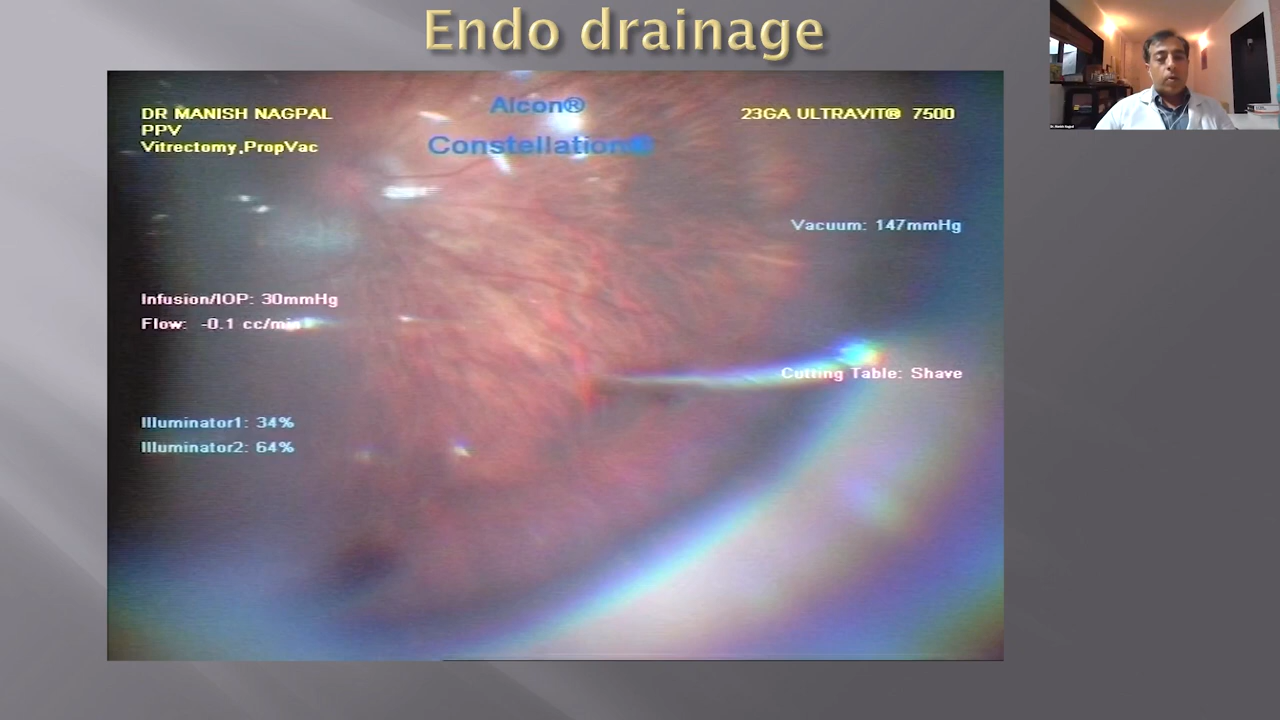 Endo drainage
DR MANISH NAGPAL
PPV
Vitrectomy,PropVac
Alcon®
Constellation®
23GA ULTRAVIT® 7500
Vacuum: 147mmHg
Infusion/IOP: 30mmHg
Flow: -0.1 cc/min
Cutting Table: Shave
Illuminator1: 34%
Illuminator2: 64%